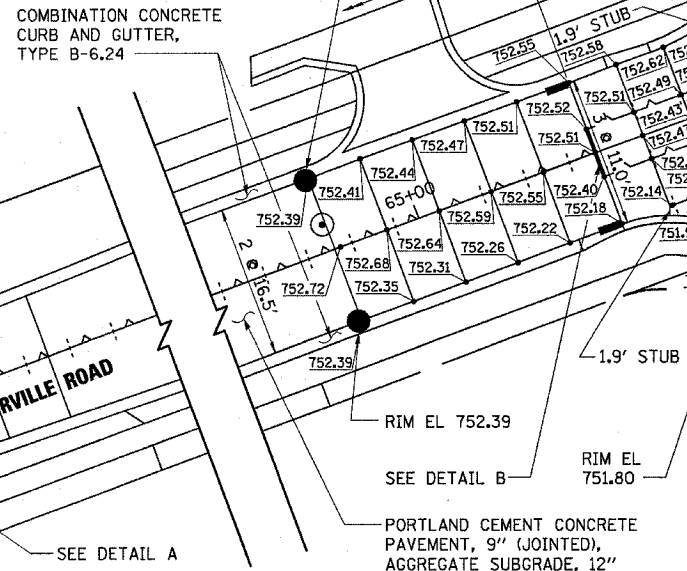 COMBINATION CONCRETE
CURB AND GUTTER,
TYPE B-6.24
1.9' STUB
752.55
752.58
752.62
752.49
752.51
752.43
752.52
752.51
752.47
752.44
752.41
752.39
752.51
3 @ 11.0'
752.40
752.18
752.14
65+00
752.55
752.59
752.64
752.68
752.72
752.22
752.26
752.31
752.35
752.39
2 @ 16.5'
1.9' STUB
RVILLE ROAD
RIM EL 752.39
SEE DETAIL B
RIM EL
751.80
PORTLAND CEMENT CONCRETE
PAVEMENT, 9" (JOINTED),
AGGREGATE SUBGRADE, 12"
SEE DETAIL A